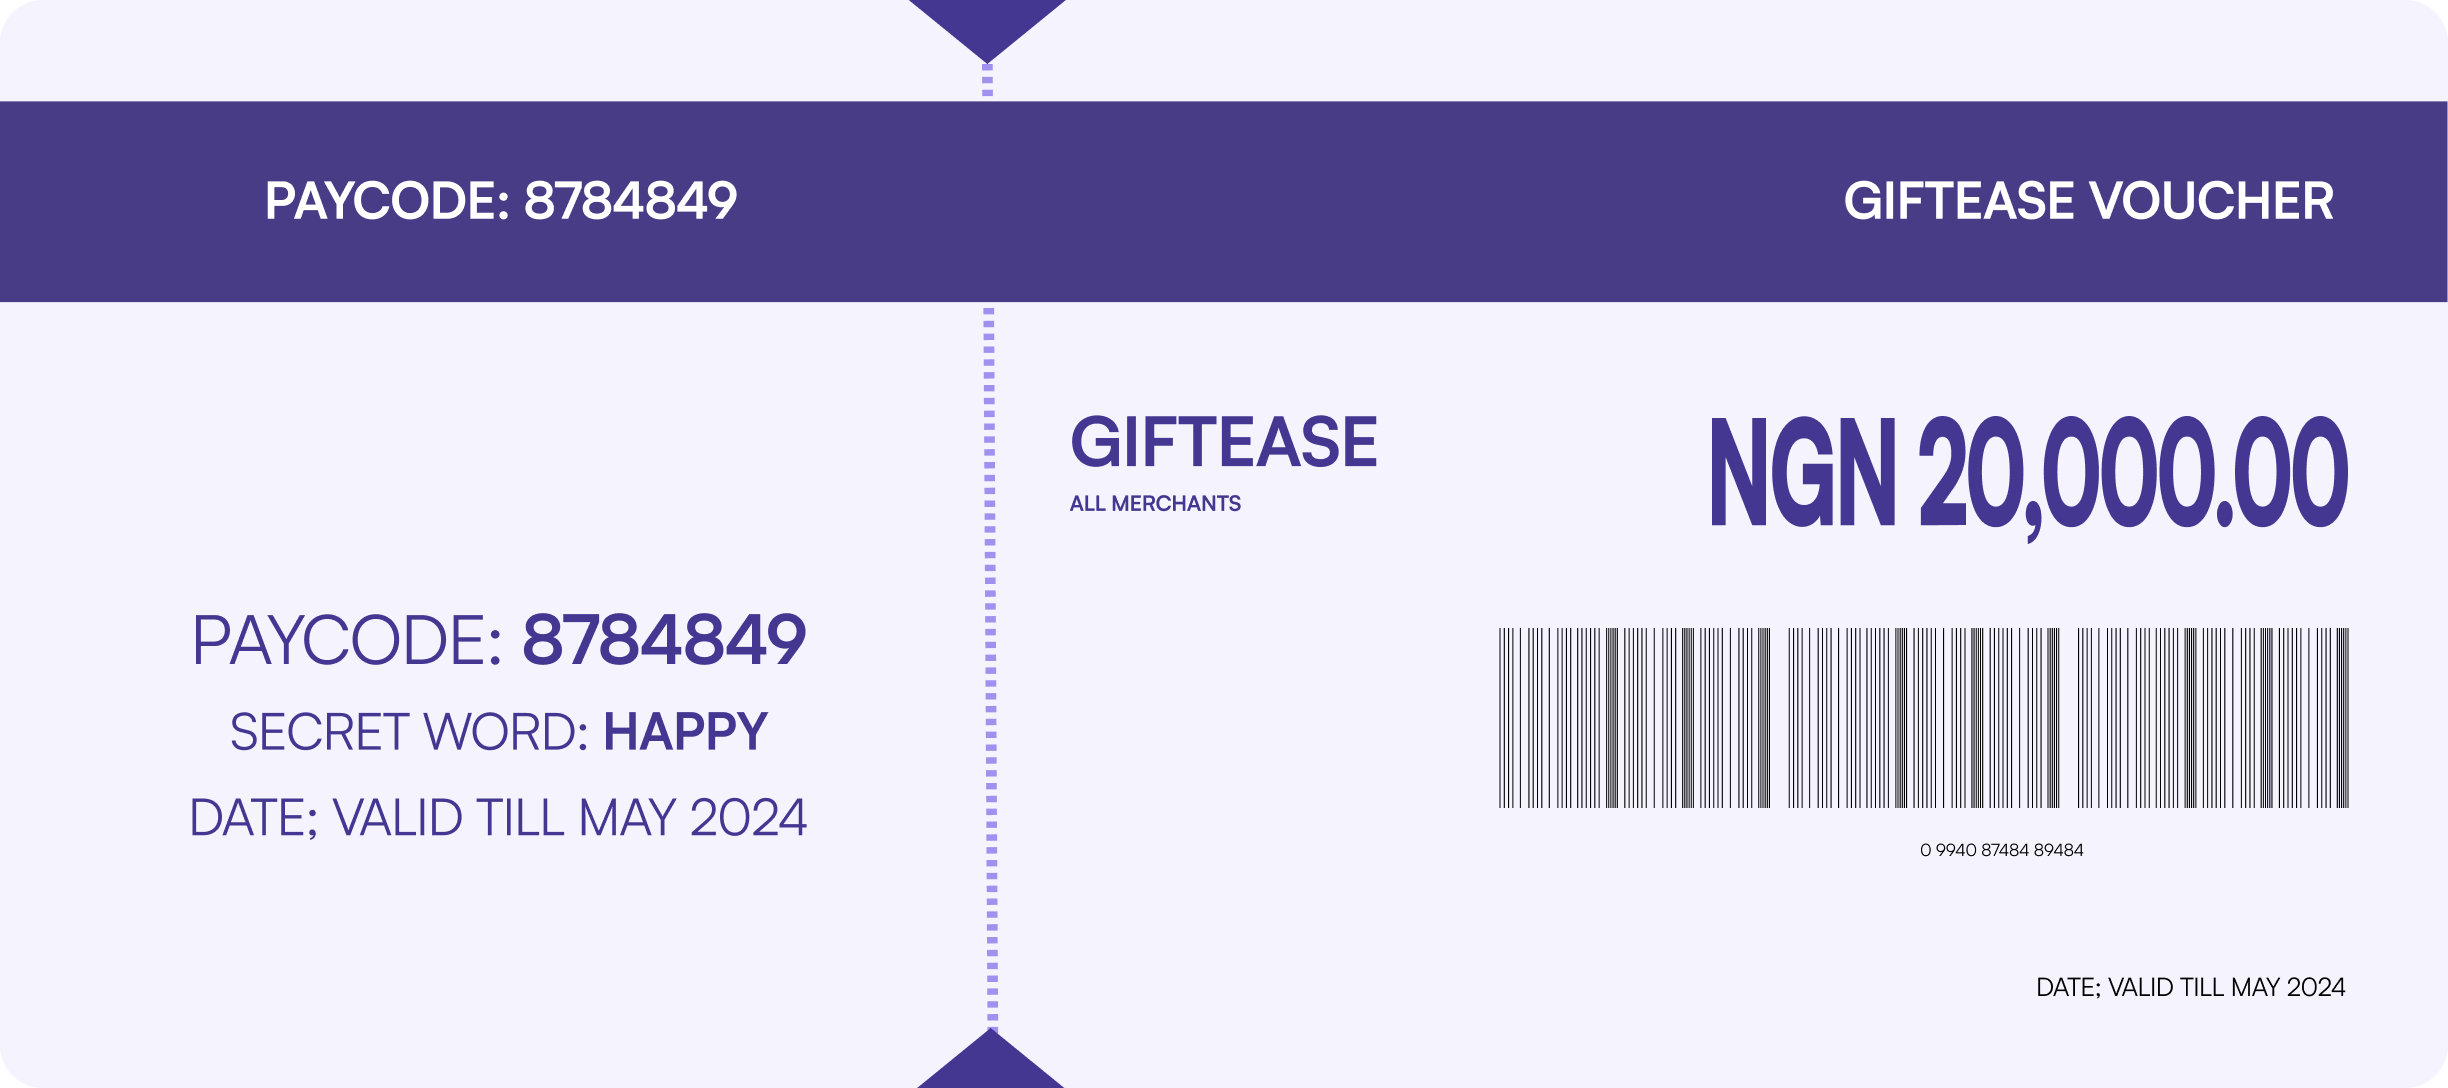 PAYCODE: 8784849
GIFTEASE VOUCHER
PAYCODE: 8784849
SECRET WORD: HAPPY
DATE; VALID TILL MAY 2024
GIFTEASE
ALL MERCHANTS
NGN 20,000.00
0 9940 87484 89484
DATE; VALID TILL MAY 2024